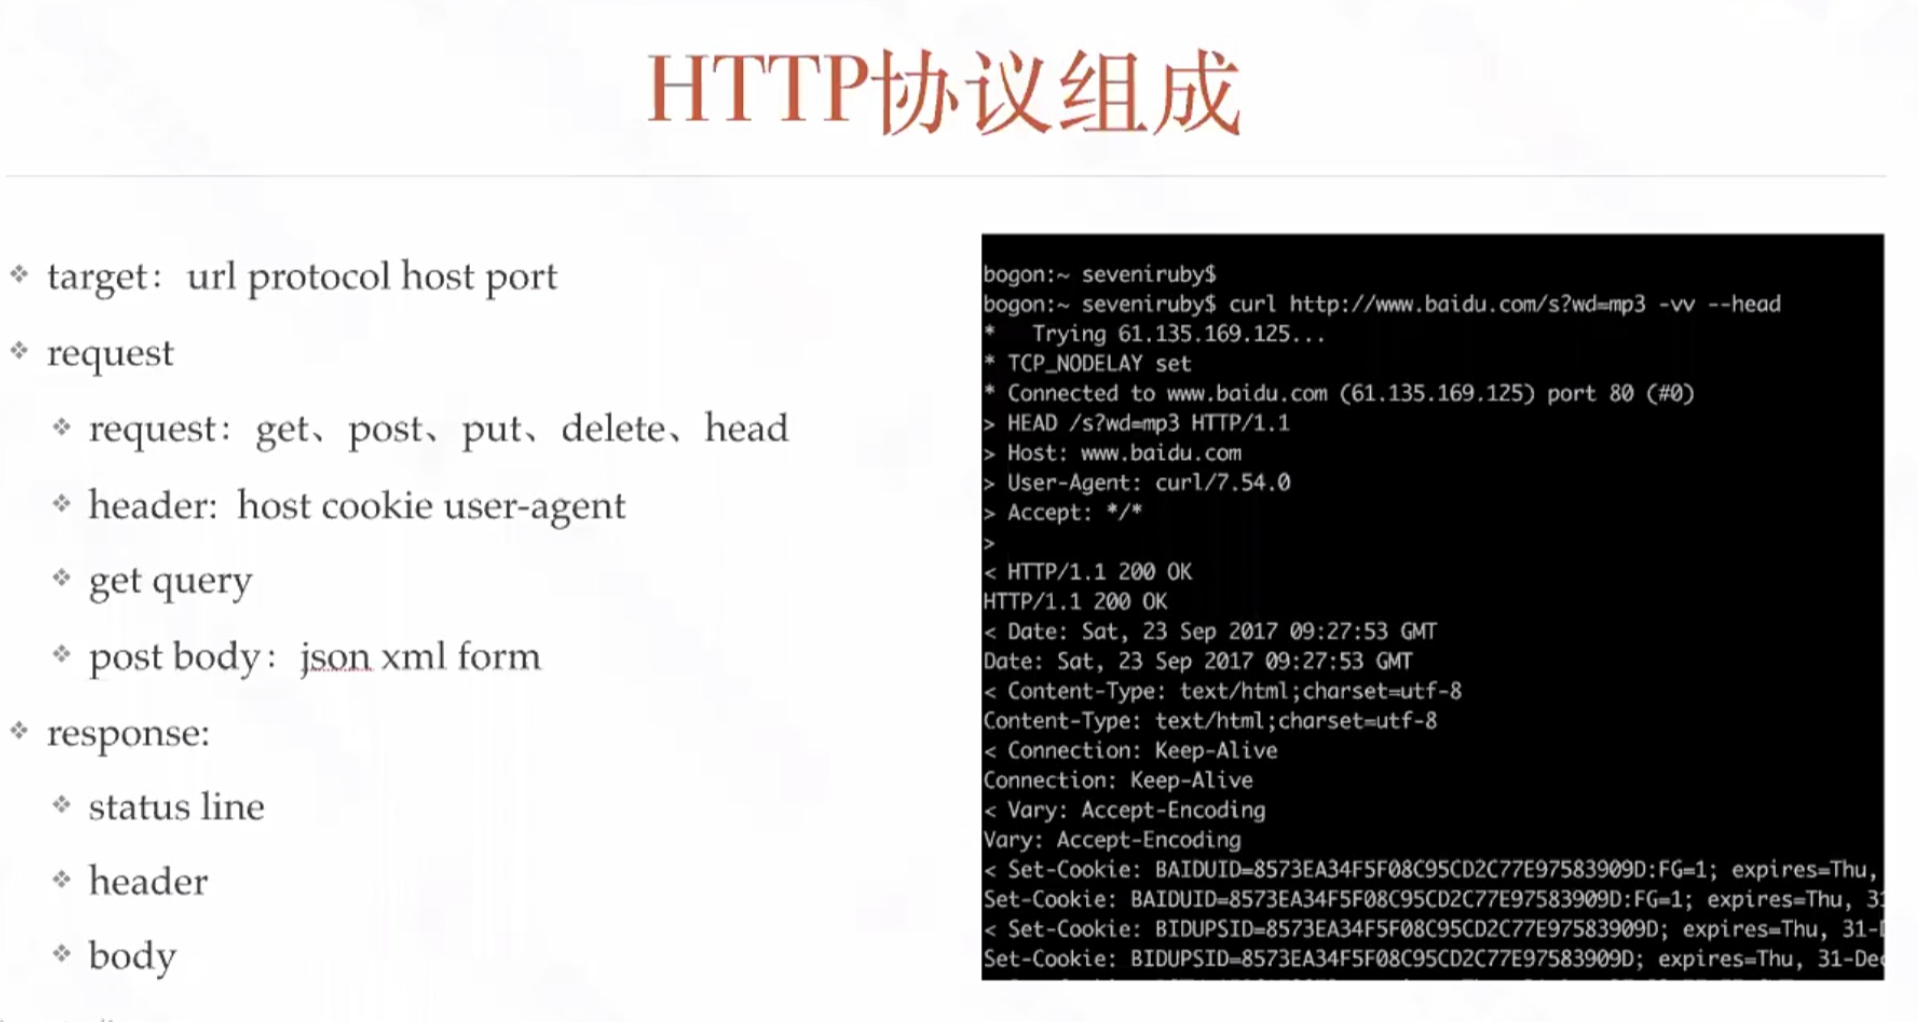 HTTP协议组成
target：url protocol host port
request
request：get、post、put、delete、head
header: host cookie user-agent
get query
post body：json xml form
response:
status line
header
body
bogon:~ seveniruby$
bogon:~ seveniruby$ curl http://www.baidu.com/s?wd=mp3 -vv --head
*   Trying 61.135.169.125...
* TCP_NODELAY set
* Connected to www.baidu.com (61.135.169.125) port 80 (#0)
> HEAD /s?wd=mp3 HTTP/1.1
> Host: www.baidu.com
> User-Agent: curl/7.54.0
> Accept: */*
>
< HTTP/1.1 200 OK
HTTP/1.1 200 OK
< Date: Sat, 23 Sep 2017 09:27:53 GMT
Date: Sat, 23 Sep 2017 09:27:53 GMT
< Content-Type: text/html;charset=utf-8
Content-Type: text/html;charset=utf-8
< Connection: Keep-Alive
Connection: Keep-Alive
< Vary: Accept-Encoding
Vary: Accept-Encoding
< Set-Cookie: BAIDUID=8573EA34F5F08C95CD2C77E97583909D:FG=1; expires=Thu,
Set-Cookie: BAIDUID=8573EA34F5F08C95CD2C77E97583909D:FG=1; expires=Thu, 31
< Set-Cookie: BIDUPSID=8573EA34F5F08C95CD2C77E97583909D; expires=Thu, 31-D
Set-Cookie: BIDUPSID=8573EA34F5F08C95CD2C77E97583909D; expires=Thu, 31-Dec